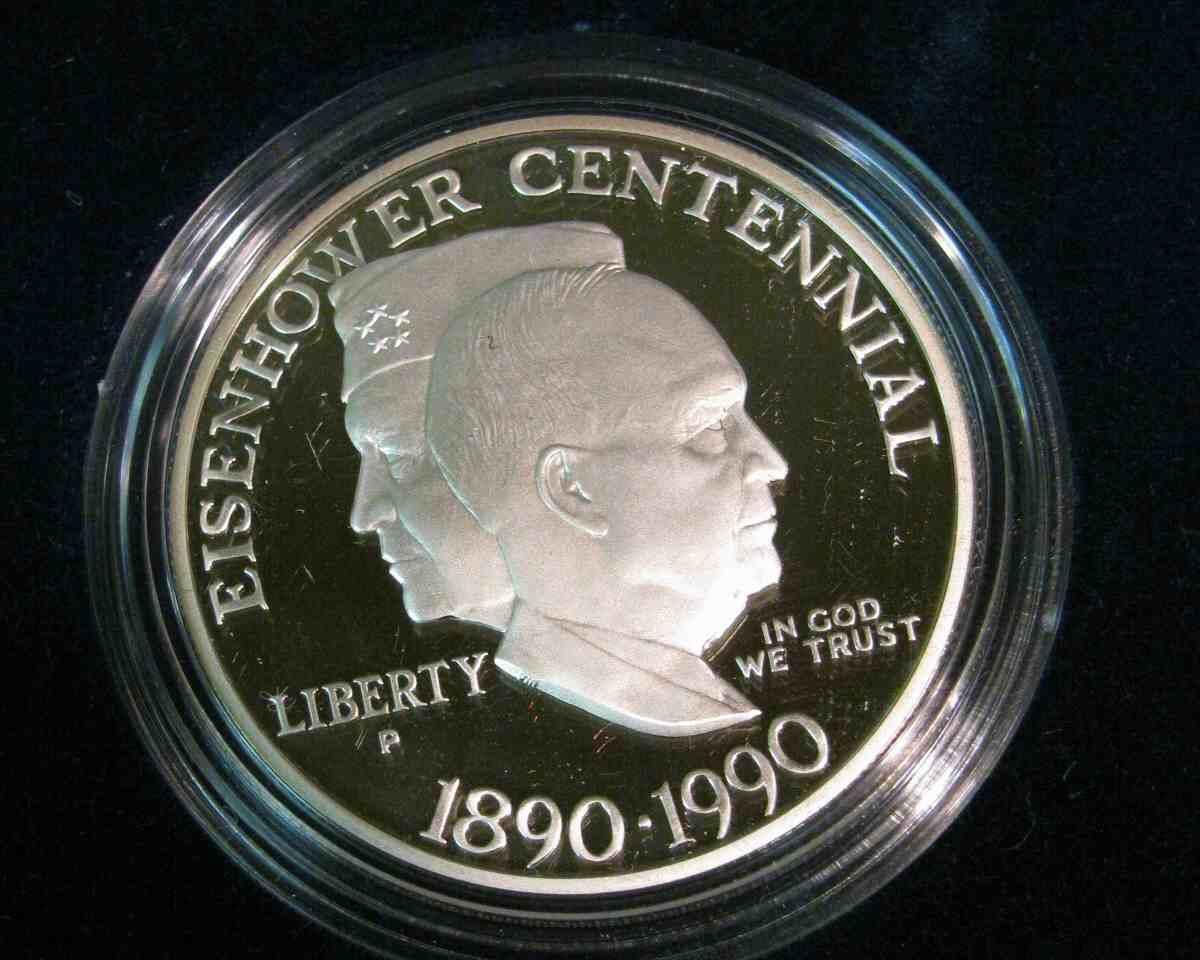 EISENHOWER CENTENNIAL
IN GOD
WE TRUST
LIBERTY
P
1890·1990